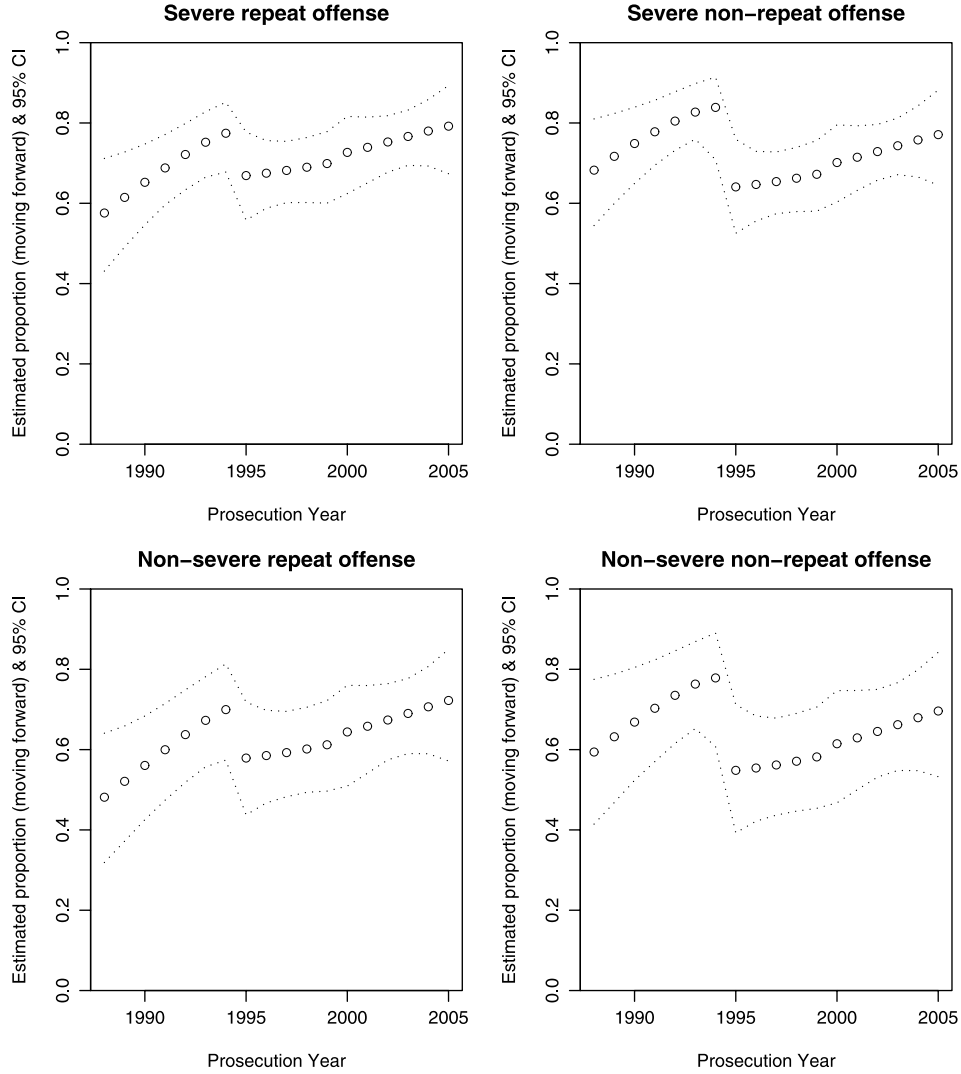 Severe repeat offense
Estimated proportion (moving forward) & 95% CI
1.0
0.8
0.6
0.4
0.2
0.0
1990 1995 2000 2005
Prosecution Year
Severe non−repeat offense
Estimated proportion (moving forward) & 95% CI
1.0
0.8
0.6
0.4
0.2
0.0
1990 1995 2000 2005
Prosecution Year
Non−severe repeat offense
Estimated proportion (moving forward) & 95% CI
1.0
0.8
0.6
0.4
0.2
0.0
1990 1995 2000 2005
Prosecution Year
Non−severe non−repeat offense
Estimated proportion (moving forward) & 95% CI
1.0
0.8
0.6
0.4
0.2
0.0
1990 1995 2000 2005
Prosecution Year